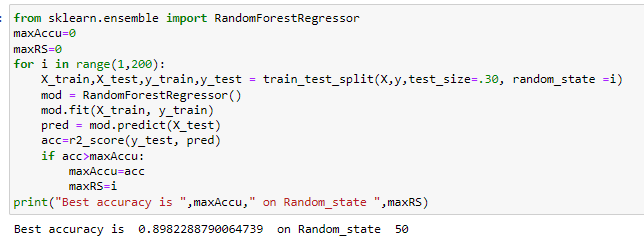 from sklearn.ensemble import RandomForestRegressor
maxAccu=0
maxRS=0
for i in range(1,200):
    X_train,X_test,y_train,y_test = train_test_split(X,y,test_size=.30, random_state =i)
    mod = RandomForestRegressor()
    mod.fit(X_train, y_train)
    pred = mod.predict(X_test)
    acc=r2_score(y_test, pred)
    if acc>maxAccu:
        maxAccu=acc
        maxRS=i
print("Best accuracy is ",maxAccu," on Random_state ",maxRS)
Best accuracy is  0.8982288790064739  on Random_state  50